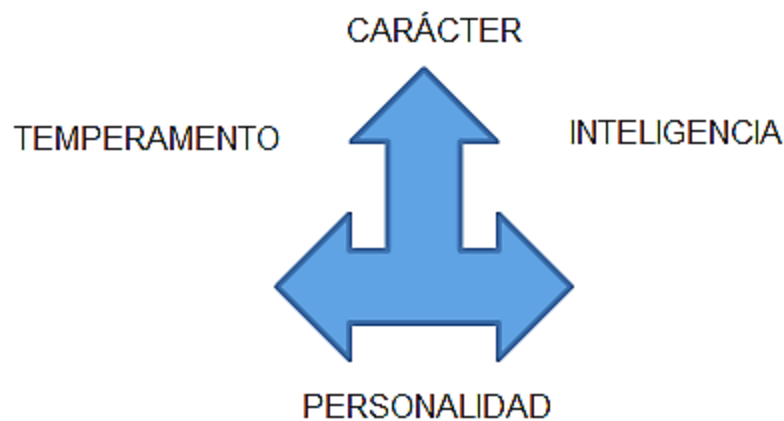 CARÁCTER
TEMPERAMENTO
INTELIGENCIA
PERSONALIDAD